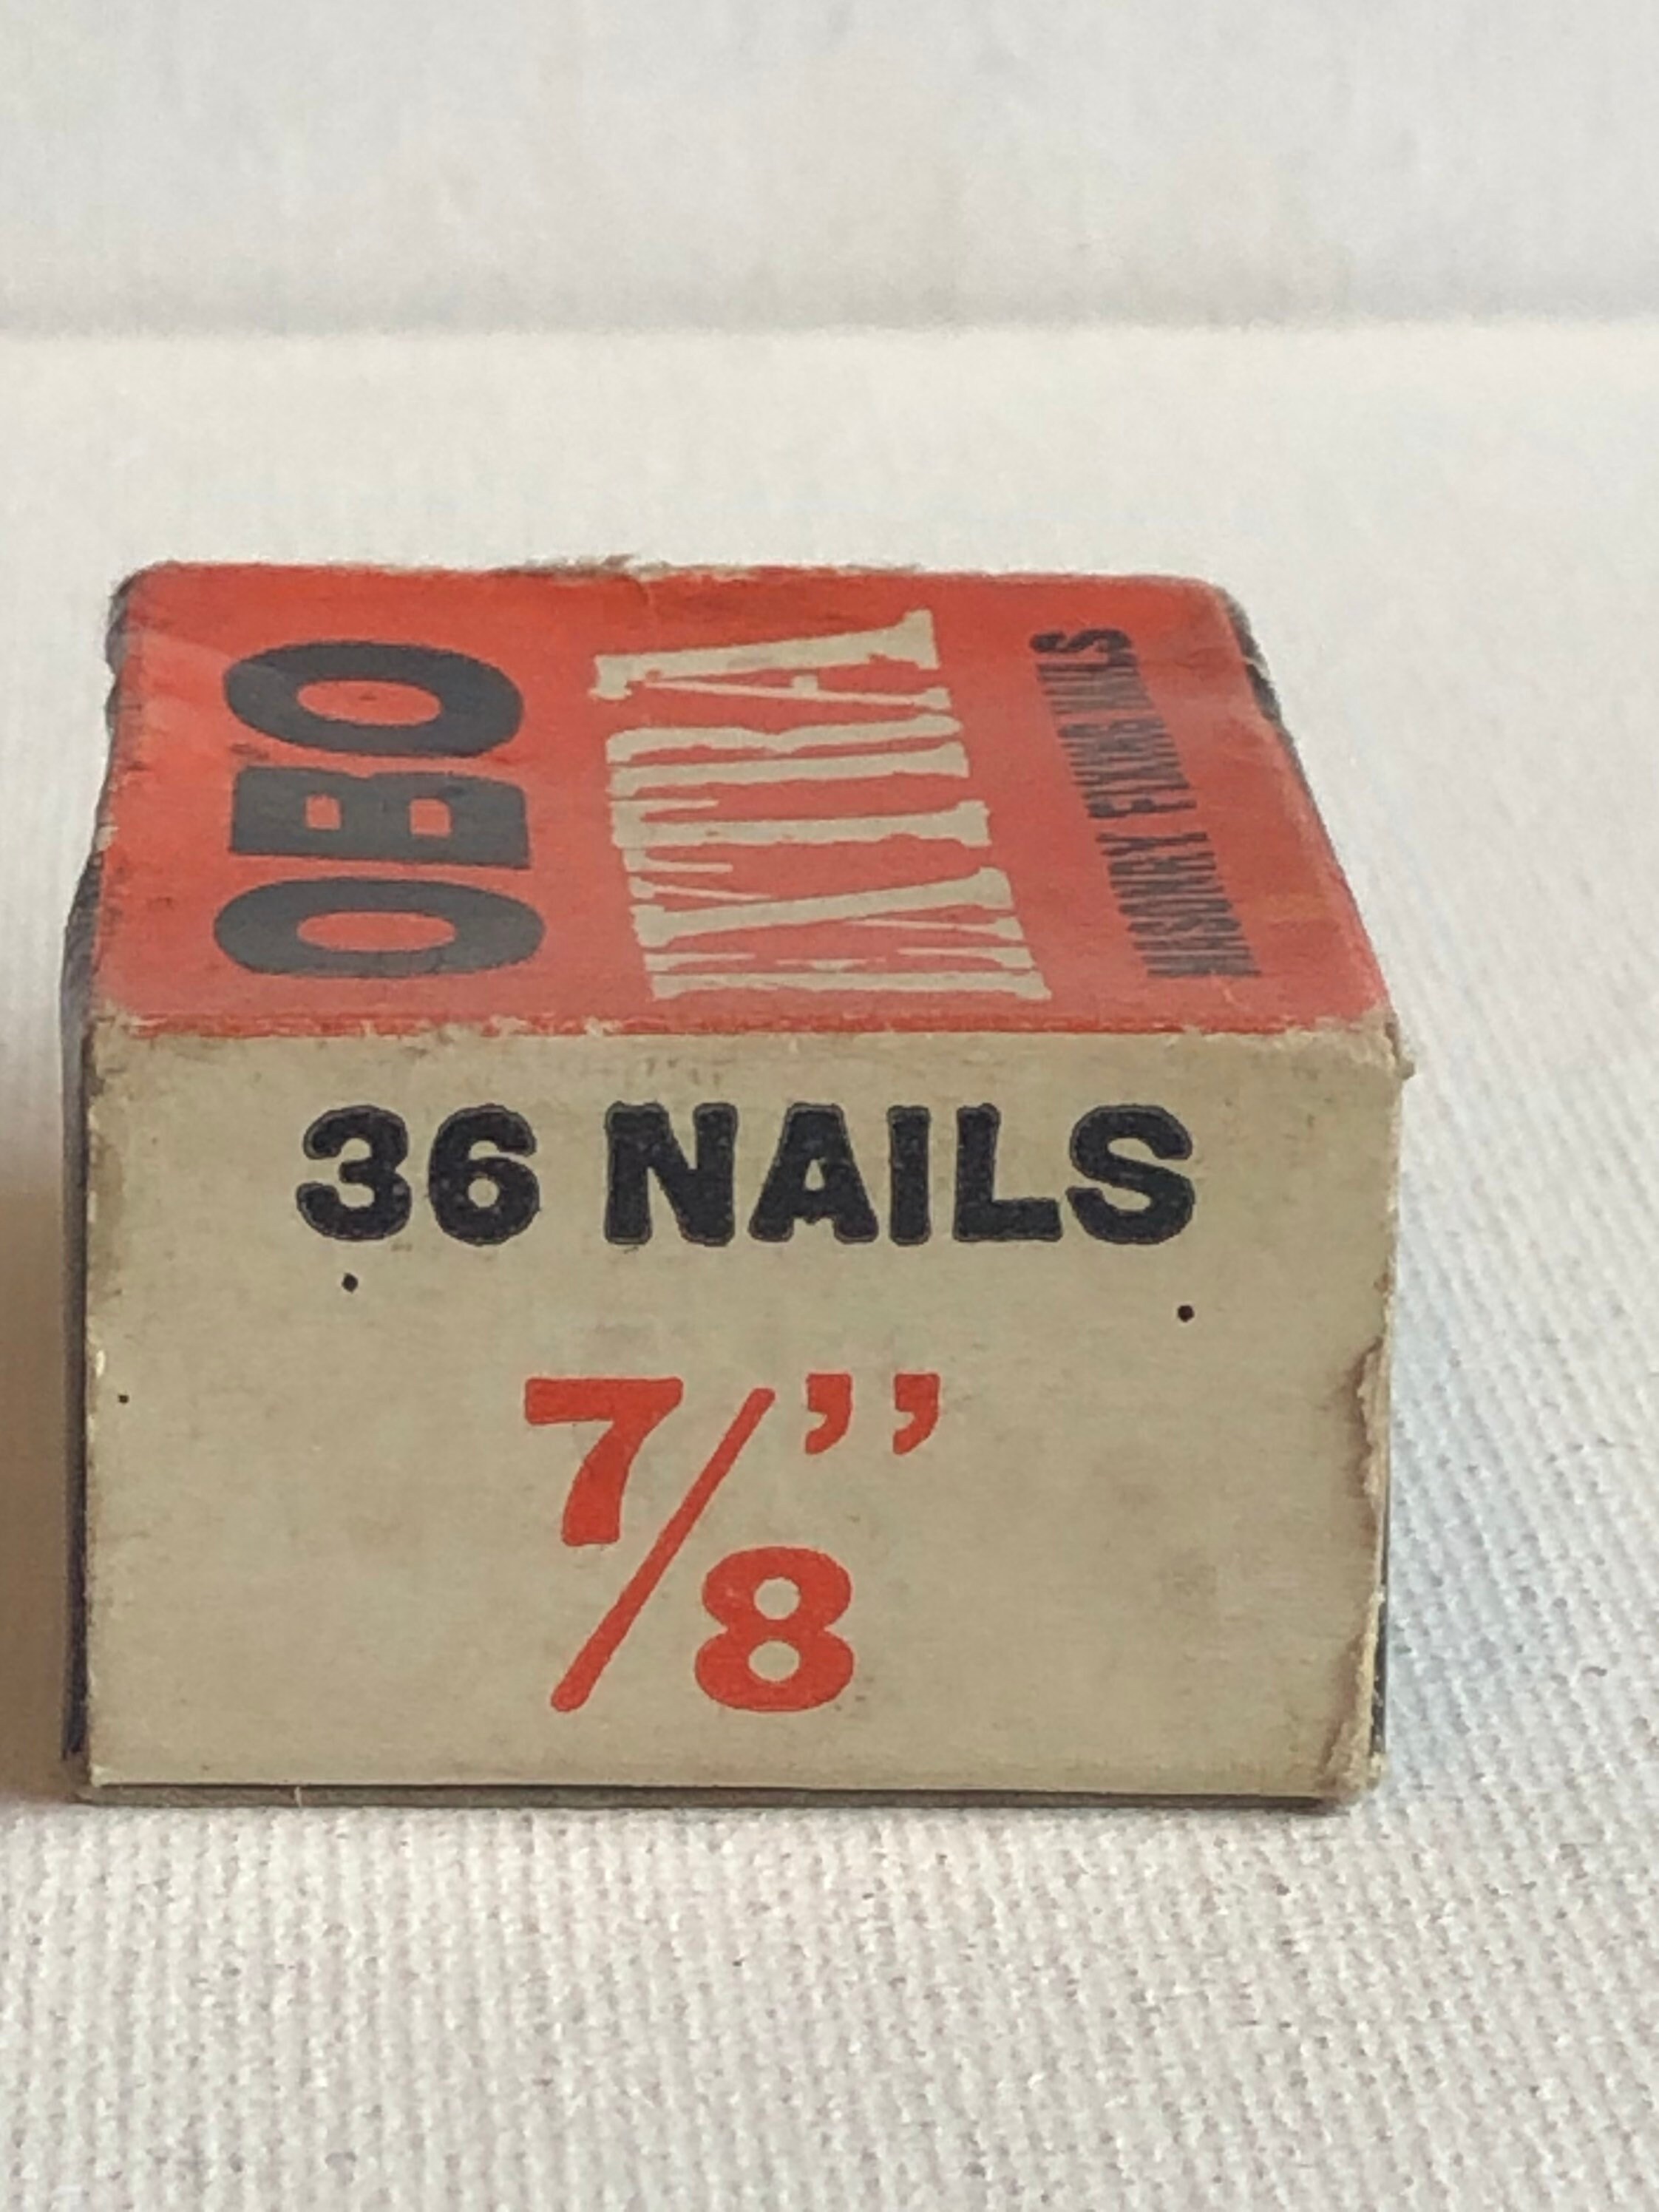 OBO
EXTRA
MASONRY FIXING NAILS
36 NAILS
7/8”